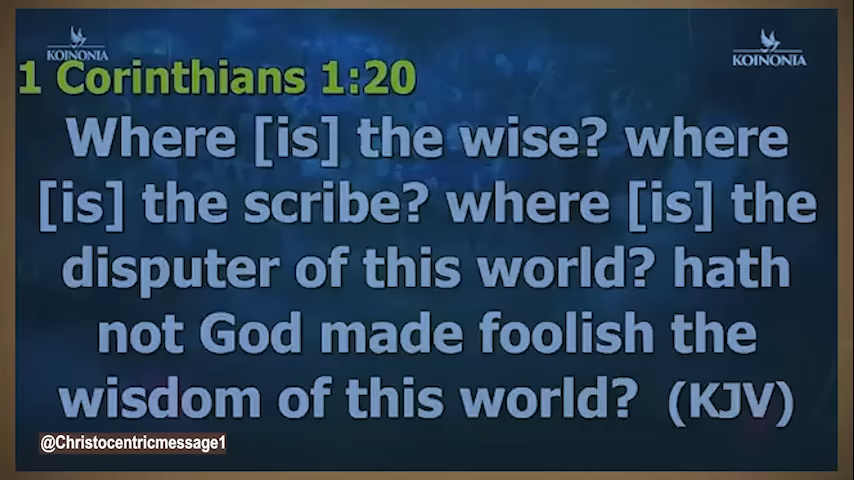 KOINONIA
KOINONIA
1 Corinthians 1:20
Where [is] the wise? where
[is] the scribe? where [is] the
disputer of this world? hath
not God made foolish the
wisdom of this world? (KJV)
@Christocentricmessage1